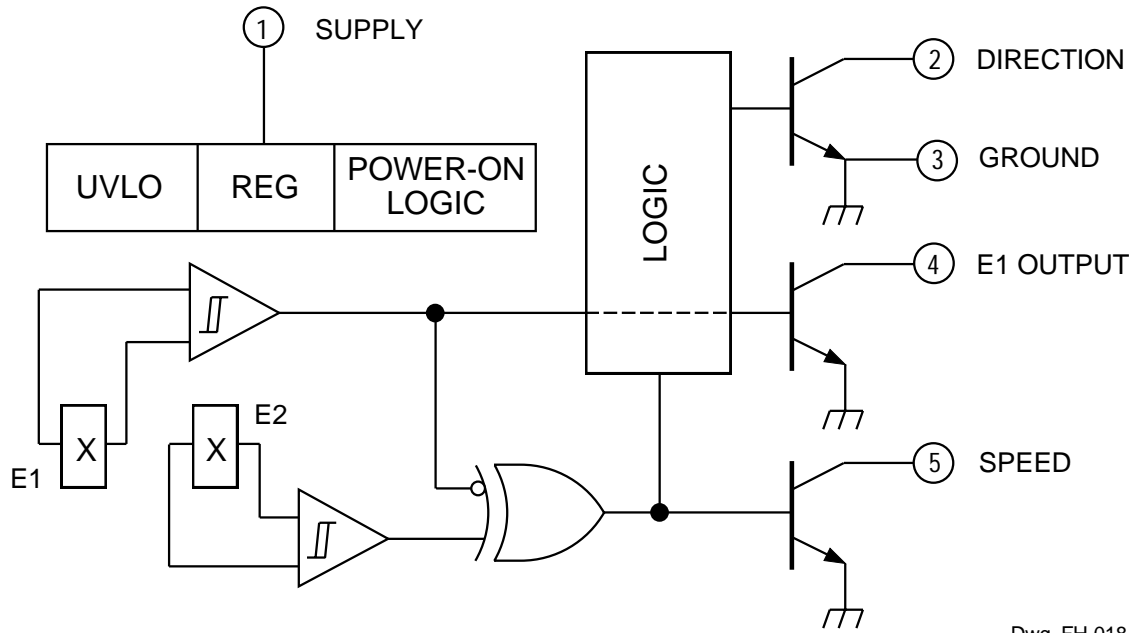 1 SUPPLY
2 DIRECTION
UVLO
REG
POWER-ON
LOGIC
LOGIC
3 GROUND
4 E1 OUTPUT
X
E1
X
E2
5 SPEED